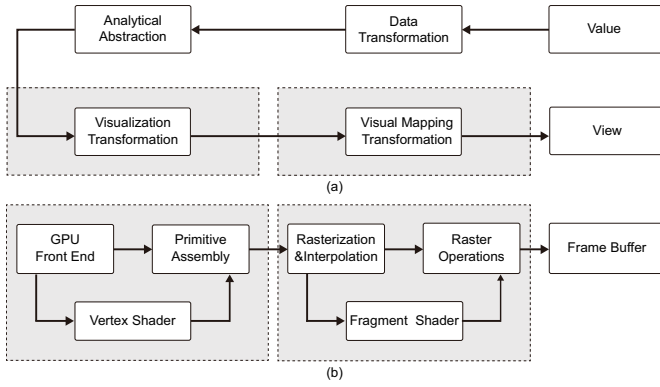 Analytical
Abstraction
Data
Transformation
Value
Visualization
Transformation
Visual Mapping
Transformation
View
(a)
GPU
Front End
Primitive
Assembly
Rasterization
&Interpolation
Raster
Operations
Frame Buffer
Vertex Shader
Fragment Shader
(b)